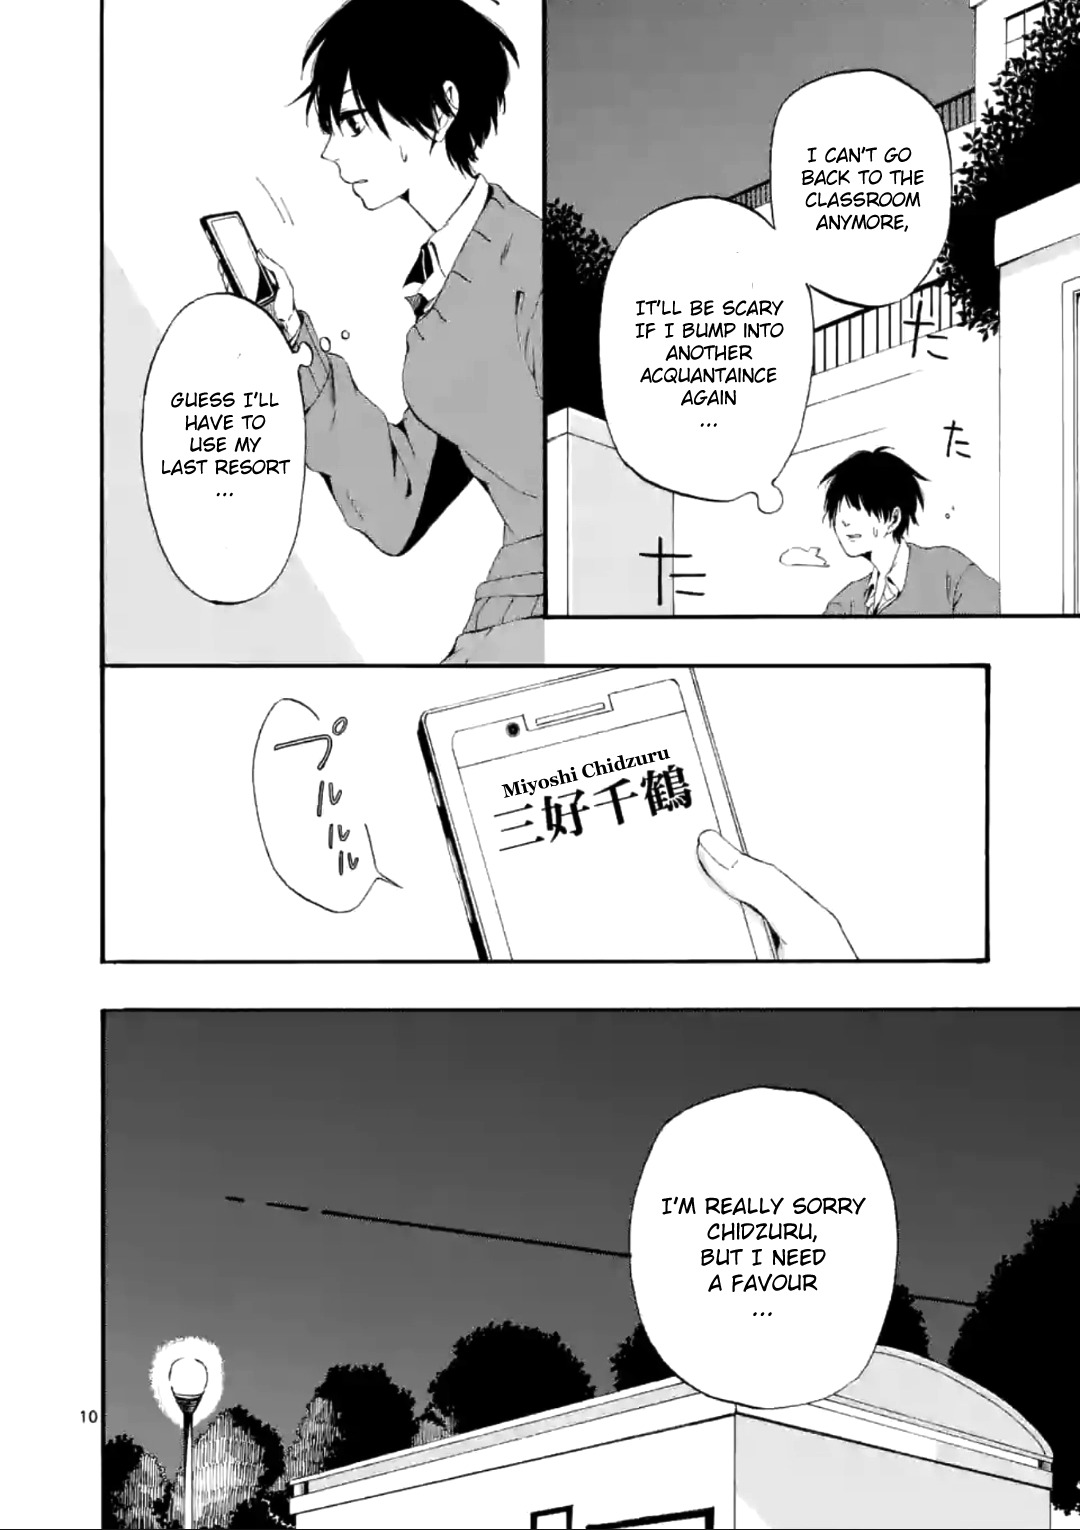 I CAN'T GO
BACK TO THE
CLASSROOM
ANYMORE,
IT'LL BE SCARY
IF I BUMP INTO
ANOTHER
ACQUANTAINCE
AGAIN
...
た
た
た
GUESS I'LL
HAVE TO
USE MY
LAST RESORT
...
プルルルル
Miyoshi Chidzuru
三好千鶴
I'M REALLY SORRY
CHIDZURU,
BUT I NEED
A FAVOUR
...
10